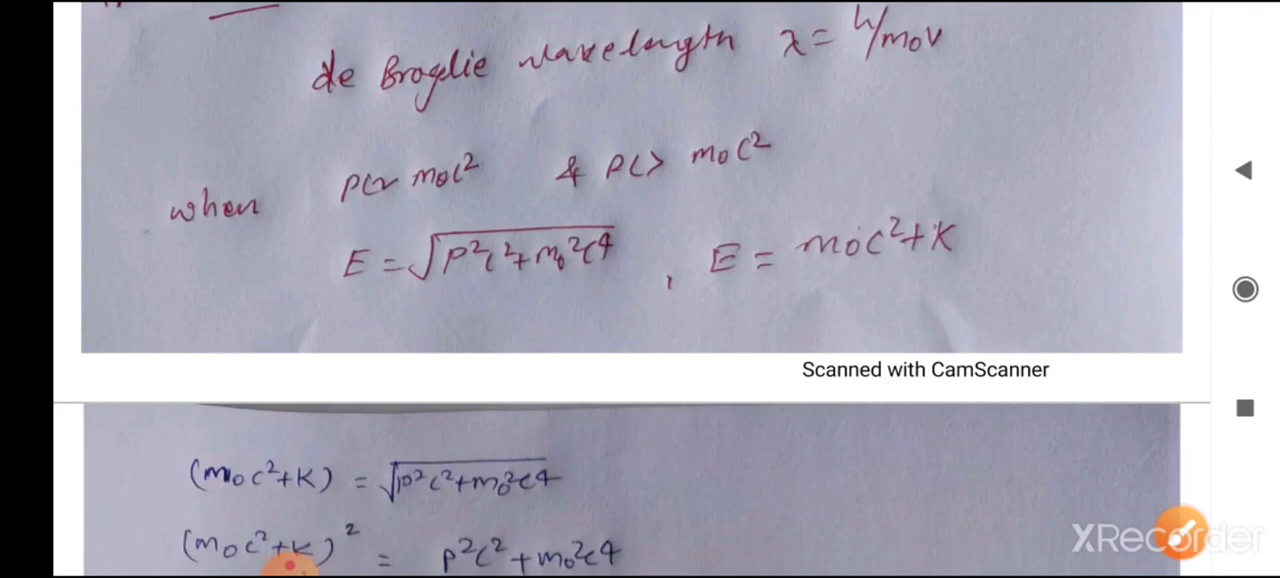 de Broglie wavelength λ = h/m₀v
when pc ~ m₀c² & pc > m₀c²
E = √p²c² + m₀²c⁴ , E = m₀c² + K
Scanned with CamScanner
(m₀c² + K) = √p²c² + m₀²c⁴
(m₀c² + K)² = p²c² + m₀²c⁴
XRecorder